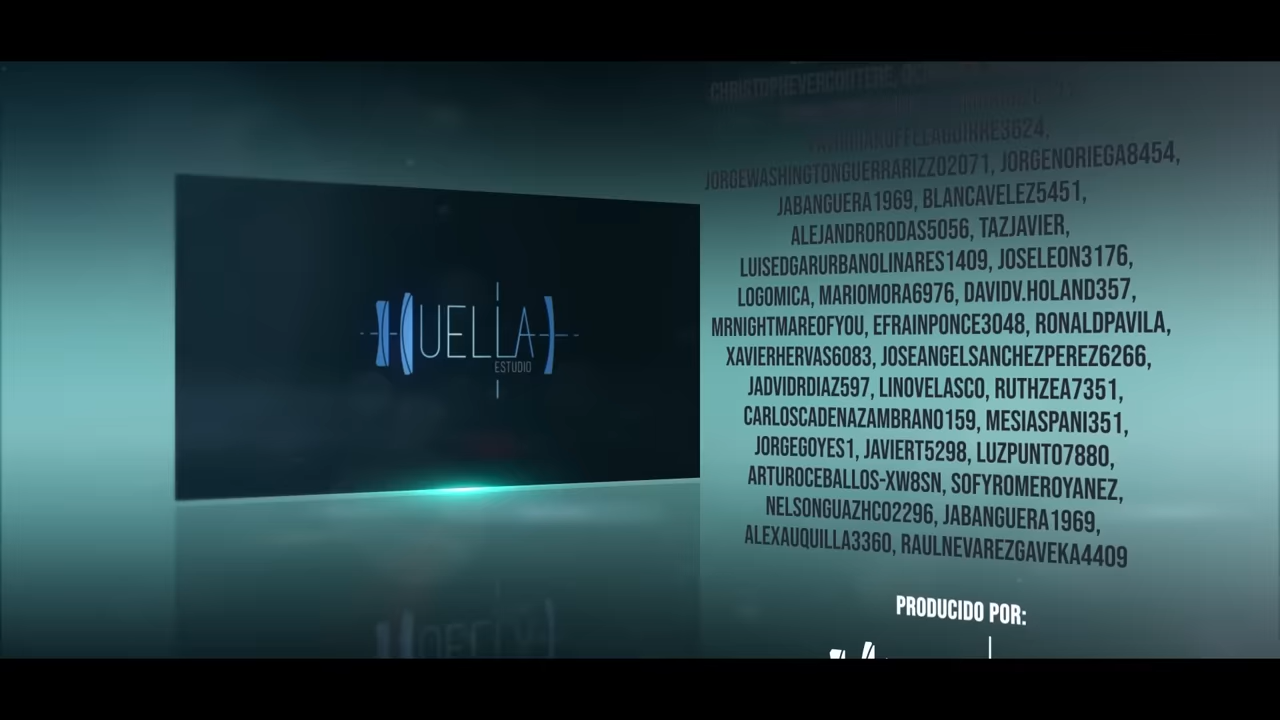 HUELLA
ESTUDIO
JORGEWASHINGTONGUERRARIZZO2071, JORGENORIEGA8454,
JABANGUERA1969, BLANCAVELEZ5451,
ALEJANDRORODAS5056, TAZJAVIER,
LUISEDGARURBANOLINARES1409, JOSELEON3176,
LOGOMICA, MARIOMORA6976, DAVIDV.HOLAND357,
MRNIGHTMAREOFYOU, EFRAINPONCE3048, RONALDPAVILA,
XAVIERHERVAS6083, JOSEANGELSANCHEZPEREZ6266,
JADVIDRDIAZ597, LINOVELASCO, RUTHZEA7351,
CARLOSCADENAZAMBRANO159, MESIASPANI351,
JORGEGOYES1, JAVIERT5298, LUZPUNTO7880,
ARTUROCEBALLOS-XW8SN, SOFYROMEROYANEZ,
NELSONGUAZHCO2296, JABANGUERA1969,
ALEXAUQUILLA3360, RAULNEVAREZGAVEKA4409
PRODUCIDO POR: